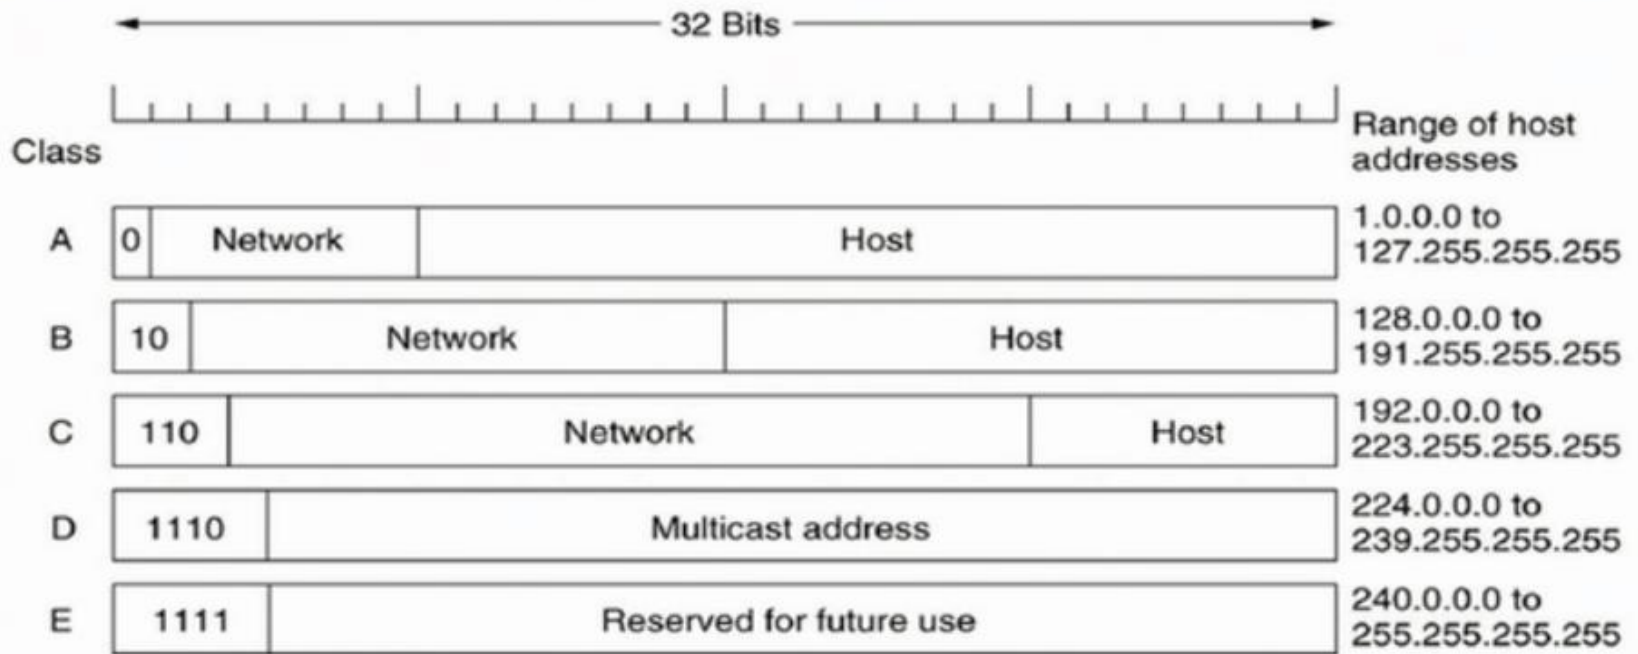 32 Bits
Range of host
addresses
Class
A
0
Network
Host
1.0.0.0 to
127.255.255.255
B
10
Network
Host
128.0.0.0 to
191.255.255.255
C
110
Network
Host
192.0.0.0 to
223.255.255.255
D
1110
Multicast address
224.0.0.0 to
239.255.255.255
E
1111
Reserved for future use
240.0.0.0 to
255.255.255.255